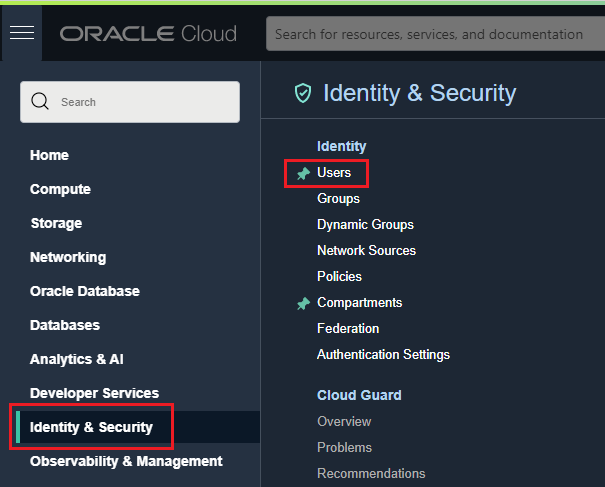 ORACLE Cloud
Search for resources, services, and documentation
Search
Home
Compute
Storage
Networking
Oracle Database
Databases
Analytics & AI
Developer Services
Identity & Security
Observability & Management
Identity & Security
Identity
Users
Groups
Dynamic Groups
Network Sources
Policies
Compartments
Federation
Authentication Settings
Cloud Guard
Overview
Problems
Recommendations